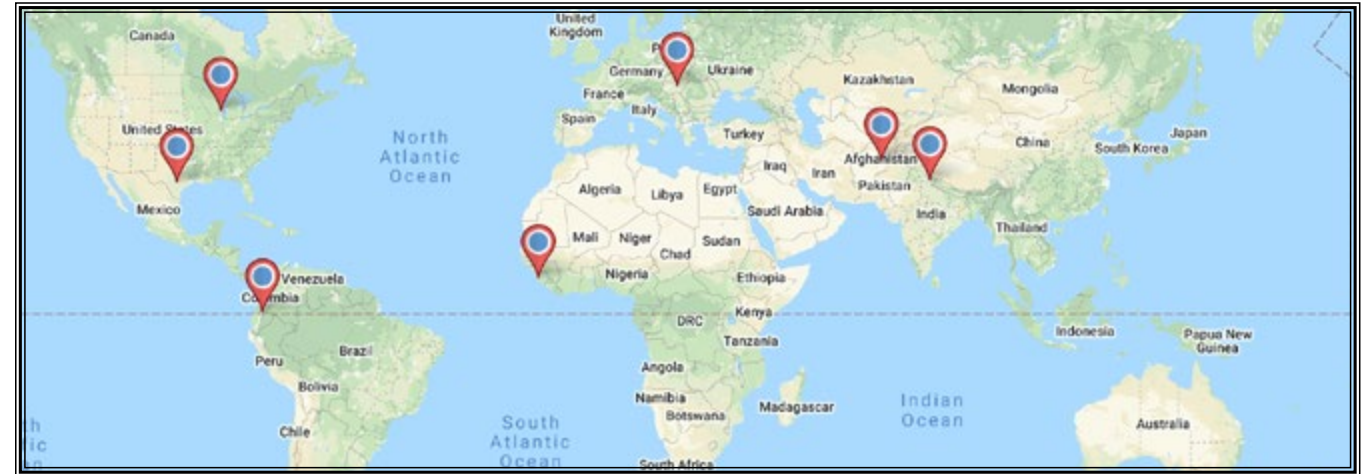 Canada
United
Kingdom
Germany
Ukraine
Kazakhstan
Mongolia
France
Italy
Spain
United States
North
Atlantic
Ocean
Turkey
Japan
China
South Korea
Afghanistan
Iraq
Iran
Pakistan
Algeria
Libya
Egypt
Mexico
Saudi Arabia
India
Thailand
Mali
Niger
Sudan
Chad
Venezuela
Nigeria
Ethiopia
Colombia
Kenya
DRC
Indonesia
Papua New
Guinea
Tanzania
Brazil
Peru
Angola
Bolivia
Namibia
Madagascar
Botswana
Indian
Ocean
South
Atlantic
Ocean
Chile
Australia
South Africa